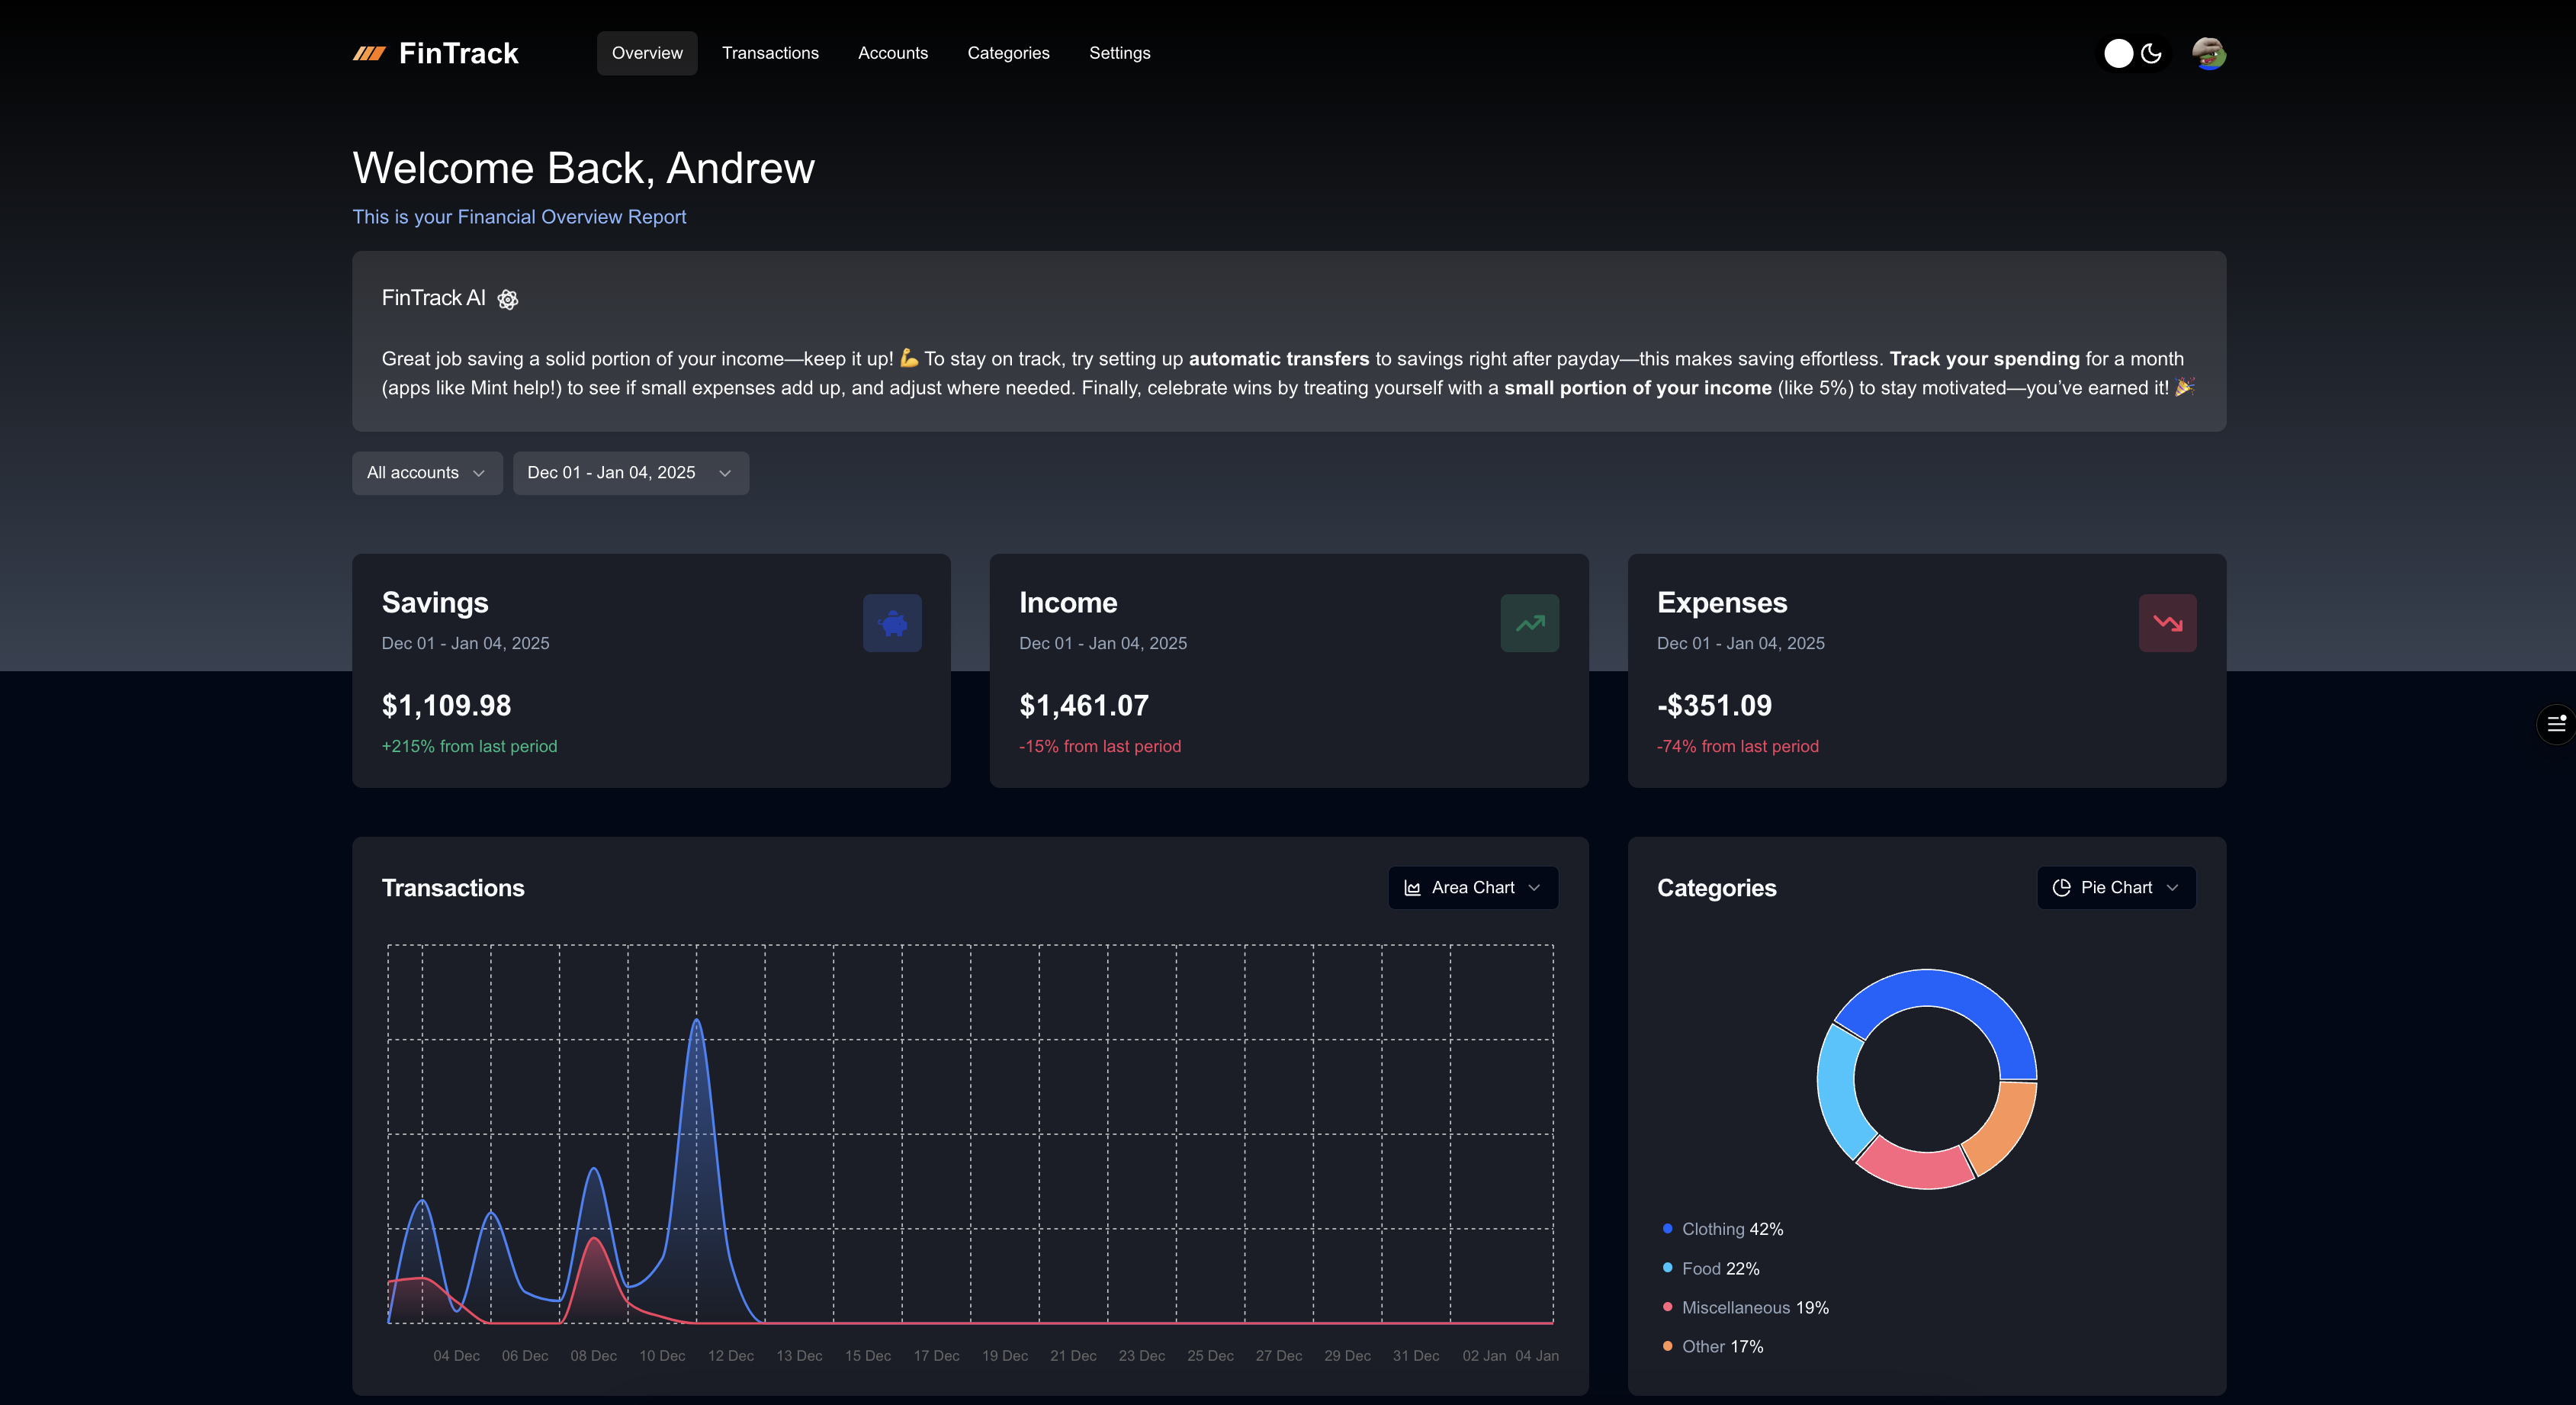 FinTrack
Overview
Transactions
Accounts
Categories
Settings
Welcome Back, Andrew
This is your Financial Overview Report
FinTrack AI
Great job saving a solid portion of your income—keep it up! 💪 To stay on track, try setting up automatic transfers to savings right after payday—this makes saving effortless. Track your spending for a month
(apps like Mint help!) to see if small expenses add up, and adjust where needed. Finally, celebrate wins by treating yourself with a small portion of your income (like 5%) to stay motivated—you’ve earned it! 🎉
All accounts
Dec 01 - Jan 04, 2025
Savings
Dec 01 - Jan 04, 2025
$1,109.98
+215% from last period
Income
Dec 01 - Jan 04, 2025
$1,461.07
-15% from last period
Expenses
Dec 01 - Jan 04, 2025
-$351.09
-74% from last period
Transactions
Area Chart
04 Dec
06 Dec
08 Dec
10 Dec
12 Dec
13 Dec
15 Dec
17 Dec
19 Dec
21 Dec
23 Dec
25 Dec
27 Dec
29 Dec
31 Dec
02 Jan
04 Jan
Categories
Pie Chart
Clothing 42%
Food 22%
Miscellaneous 19%
Other 17%